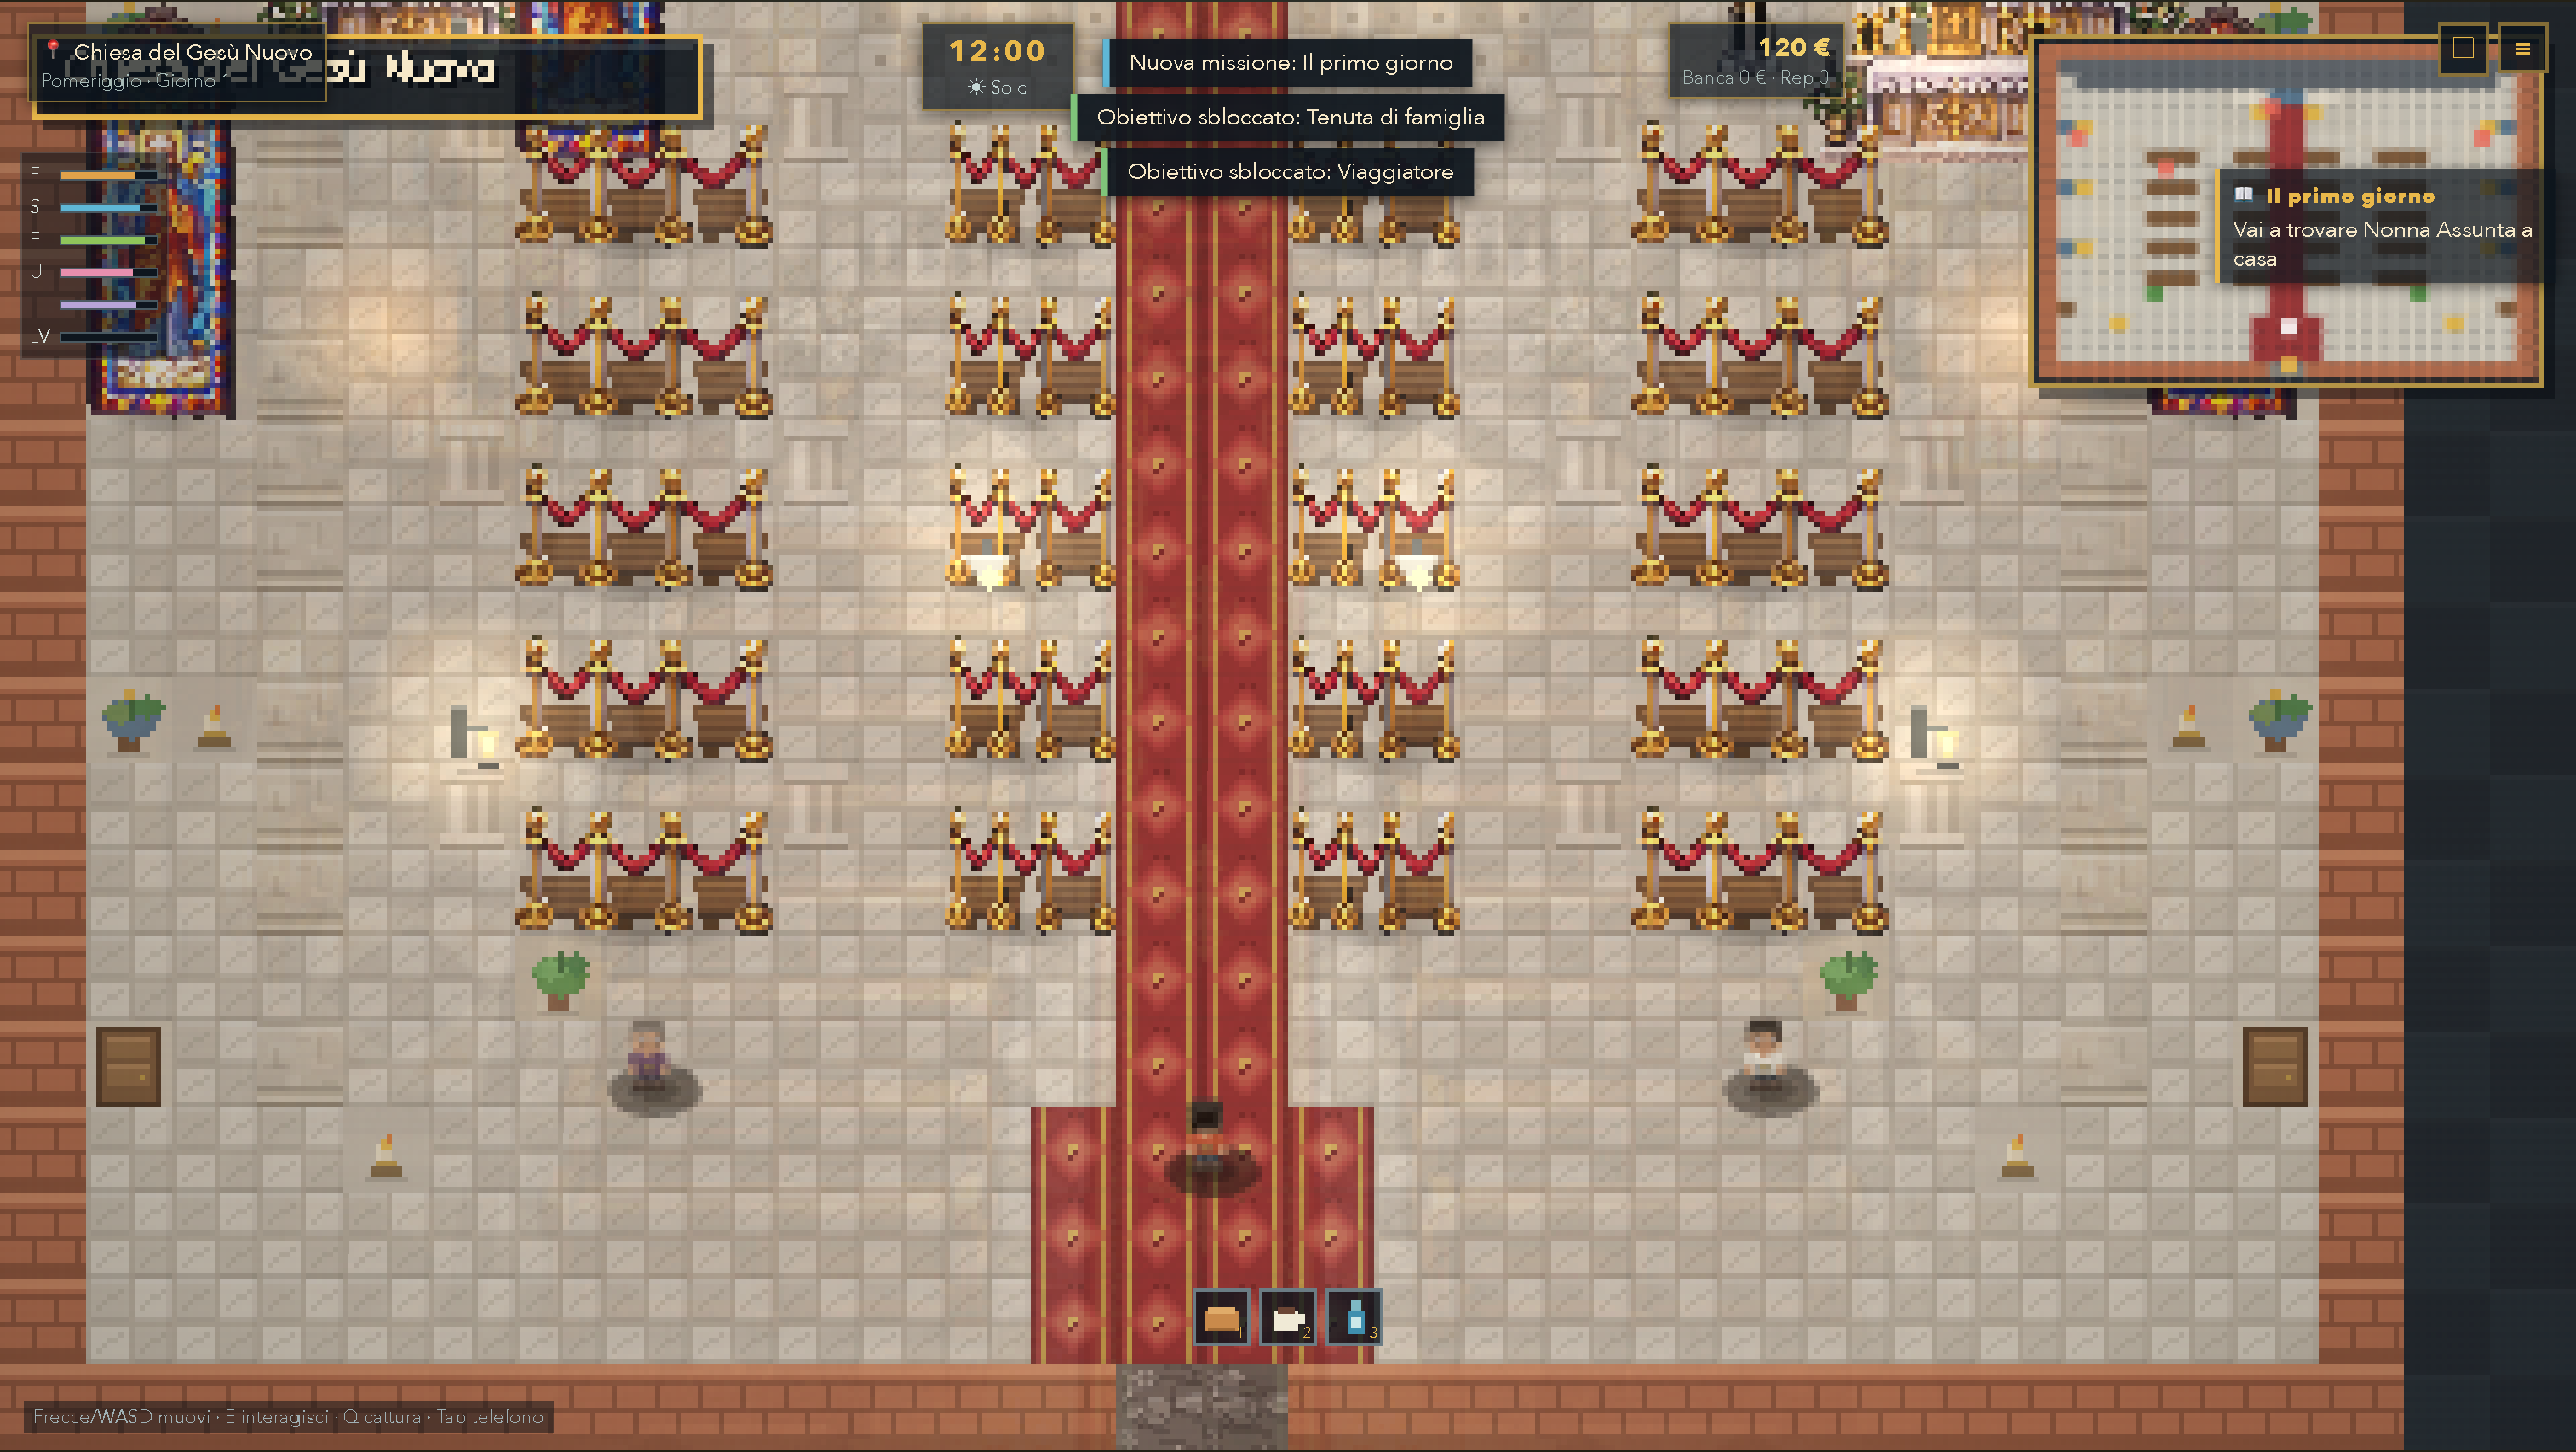 📍 Chiesa del Gesù Nuovo
Pomeriggio · Giorno 1
sù Nuovo
12:00
☀ Sole
Nuova missione: Il primo giorno
Obiettivo sbloccato: Tenuta di famiglia
Obiettivo sbloccato: Viaggiatore
120 €
Banca 0 € · Rep 0
Il primo giorno
Vai a trovare Nonna Assunta a
casa
F
S
E
U
I
LV
1
2
3
Frecce/WASD muovi · E interagisci · Q cattura · Tab telefono